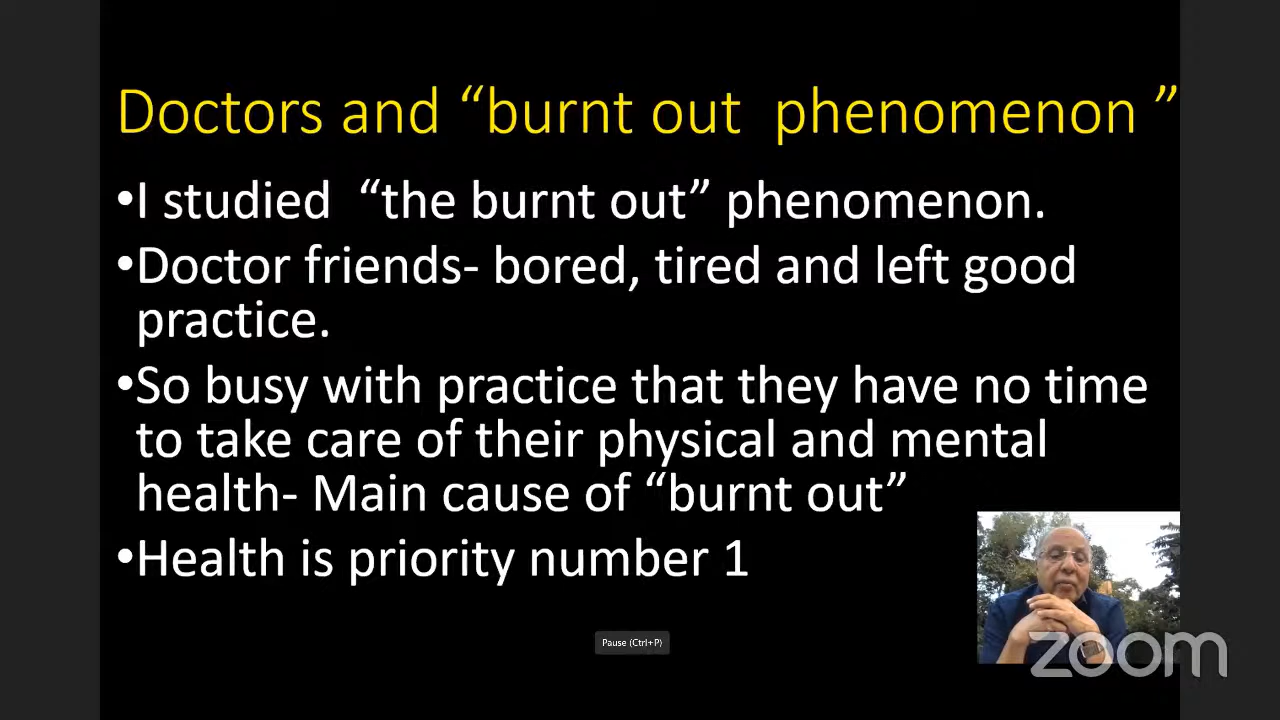 Doctors and “burnt out  phenomenon ”
•I studied  “the burnt out” phenomenon.
•Doctor friends- bored, tired and left good
practice.
•So busy with practice that they have no time
to take care of their physical and mental
health- Main cause of “burnt out”
•Health is priority number 1
Pause (Ctrl+P)
zoom